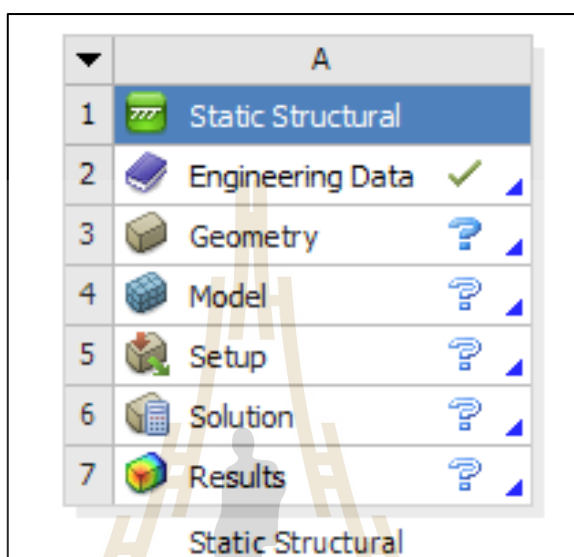 A
1 Static Structural
2 Engineering Data
3 Geometry
4 Model
5 Setup
6 Solution
7 Results
Static Structural